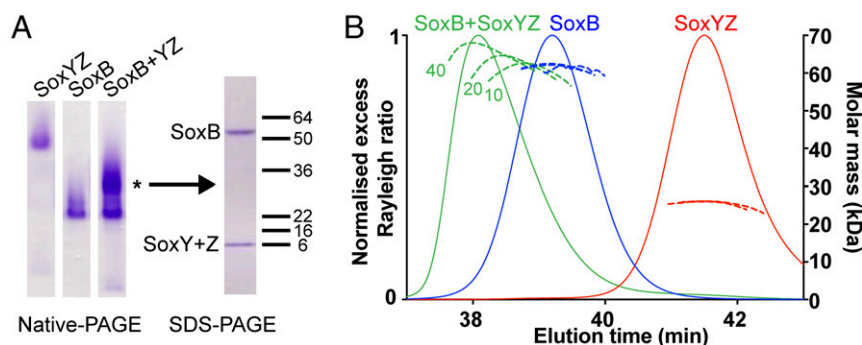 A
SoxYZ
SoxB
SoxB+YZ
*
SoxB
SoxY+Z
64
50
36
22
16
6
Native-PAGE
SDS-PAGE
B
SoxB+SoxYZ
SoxB
SoxYZ
40
20
10
1
0
Normalised excess
Rayleigh ratio
38
40
42
Elution time (min)
80
70
60
50
40
30
20
10
0
Molar mass (kDa)